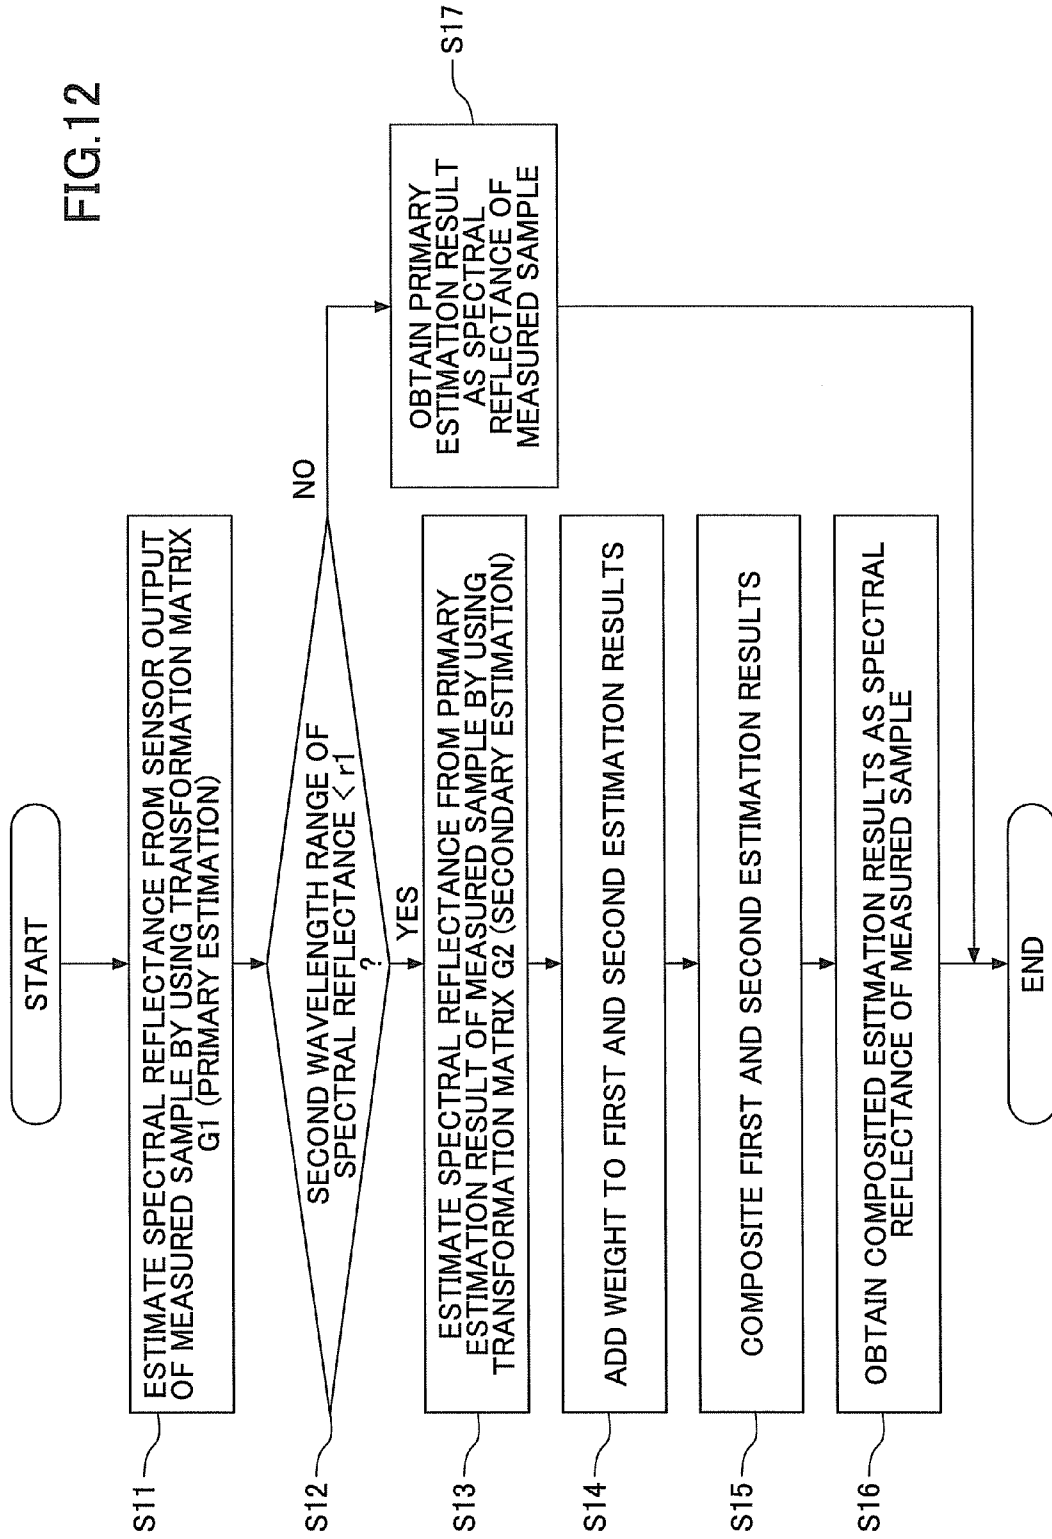 FIG.12
START
S11
ESTIMATE SPECTRAL REFLECTANCE FROM SENSOR OUTPUT
OF MEASURED SAMPLE BY USING TRANSFORMATION MATRIX
G1 (PRIMARY ESTIMATION)
S12
SECOND WAVELENGTH RANGE OF
SPECTRAL REFLECTANCE < r1
?
NO
YES
S13
ESTIMATE SPECTRAL REFLECTANCE FROM PRIMARY
ESTIMATION RESULT OF MEASURED SAMPLE BY USING
TRANSFORMATION MATRIX G2 (SECONDARY ESTIMATION)
S17
OBTAIN PRIMARY
ESTIMATION RESULT
AS SPECTRAL
REFLECTANCE OF
MEASURED SAMPLE
S14
ADD WEIGHT TO FIRST AND SECOND ESTIMATION RESULTS
S15
COMPOSITE FIRST AND SECOND ESTIMATION RESULTS
S16
OBTAIN COMPOSITED ESITMATION RESULTS AS SPECTRAL
REFLECTANCE OF MEASURED SAMPLE
END